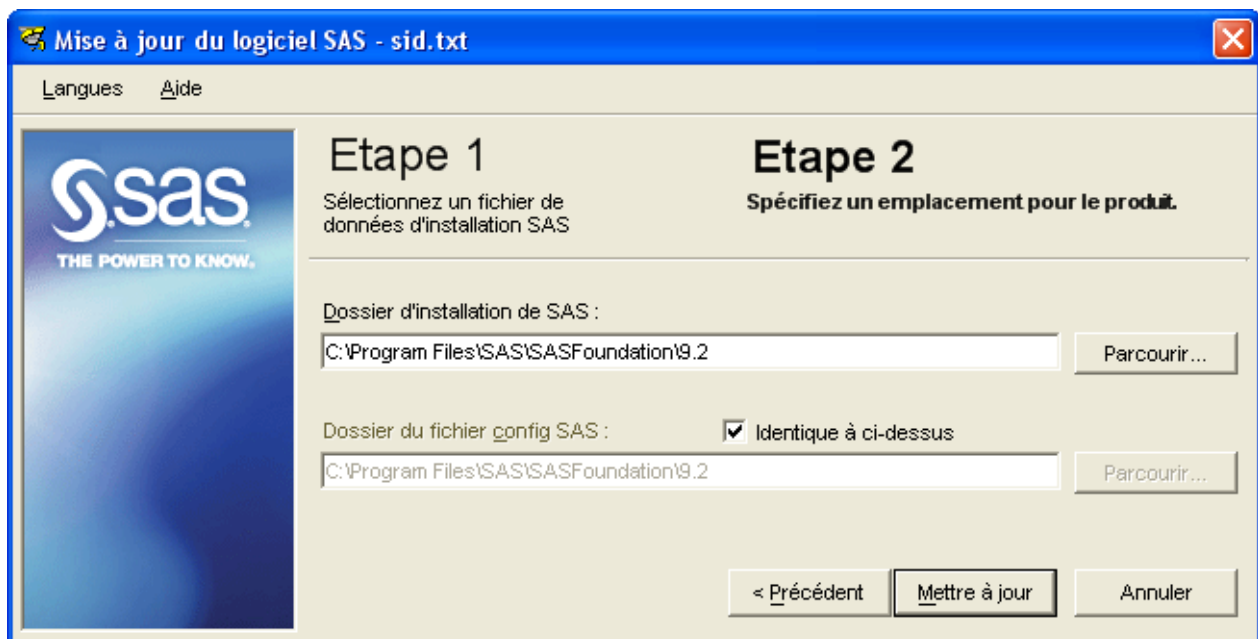 Mise à jour du logiciel SAS - sid.txt
Langues Aide
sas
THE POWER TO KNOW.
Etape 1
Sélectionnez un fichier de
données d'installation SAS
Etape 2
Spécifiez un emplacement pour le produit.
Dossier d'installation de SAS :
C:\Program Files\SAS\SASFoundation\9.2
Parcourir...
Dossier du fichier config SAS :
Identique à ci-dessus
C:\Program Files\SAS\SASFoundation\9.2
Parcourir...
< Précédent
Mettre à jour
Annuler